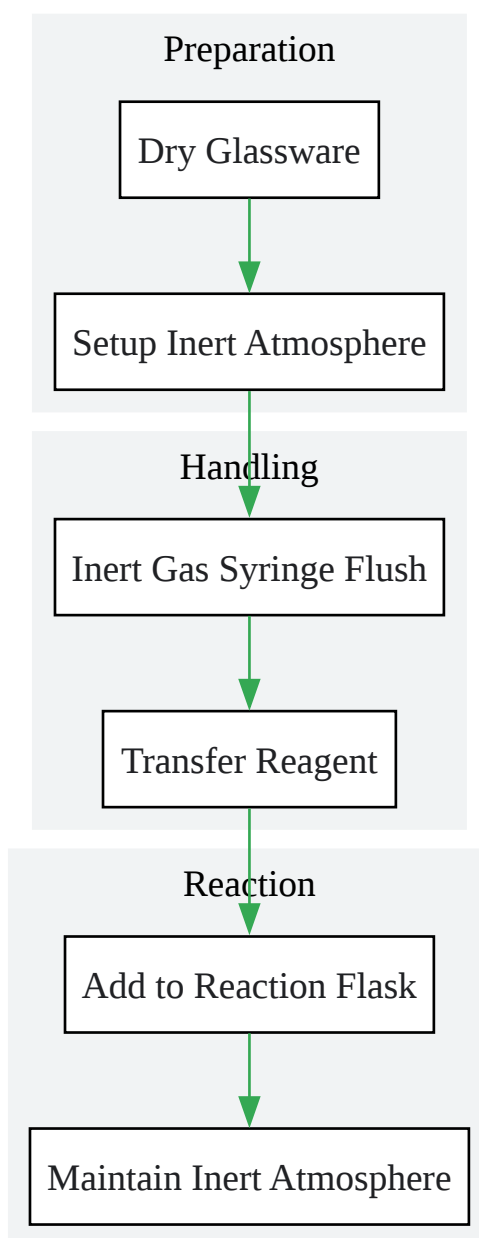 Preparation
Dry Glassware
Setup Inert Atmosphere
Handling
Inert Gas Syringe Flush
Transfer Reagent
Reaction
Add to Reaction Flask
Maintain Inert Atmosphere